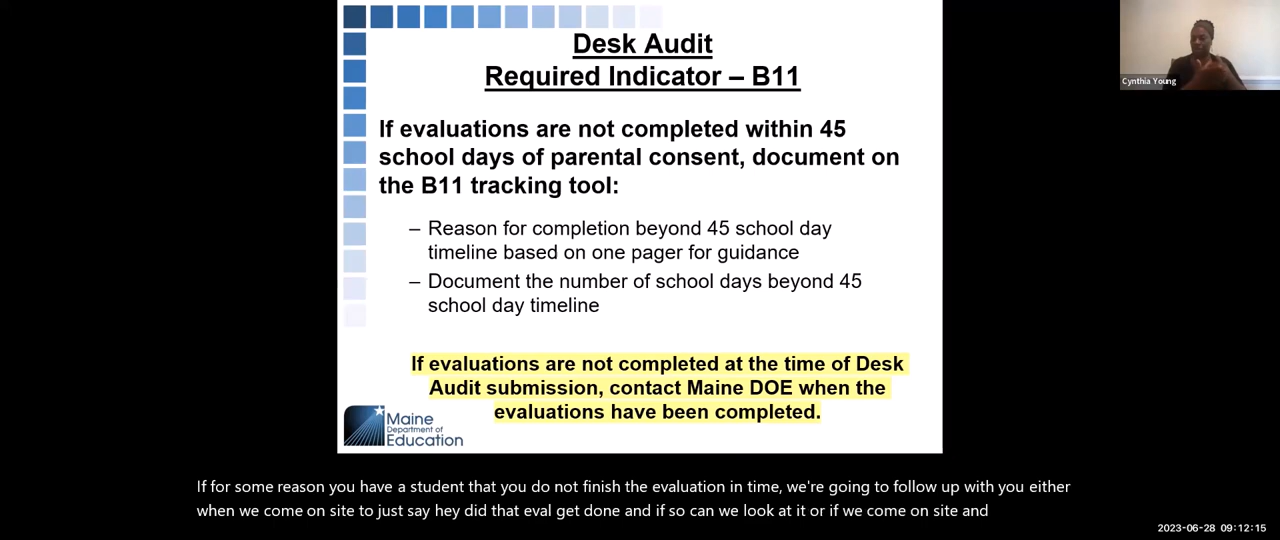 Desk Audit
Required Indicator – B11
If evaluations are not completed within 45
school days of parental consent, document on
the B11 tracking tool:
– Reason for completion beyond 45 school day
timeline based on one pager for guidance
– Document the number of school days beyond 45
school day timeline
If evaluations are not completed at the time of Desk
Audit submission, contact Maine DOE when the
evaluations have been completed.
Maine
Department of
Education
Cynthia Young
If for some reason you have a student that you do not finish the evaluation in time, we're going to follow up with you either
when we come on site to just say hey did that eval get done and if so can we look at it or if we come on site and
2023-06-28 09:12:15